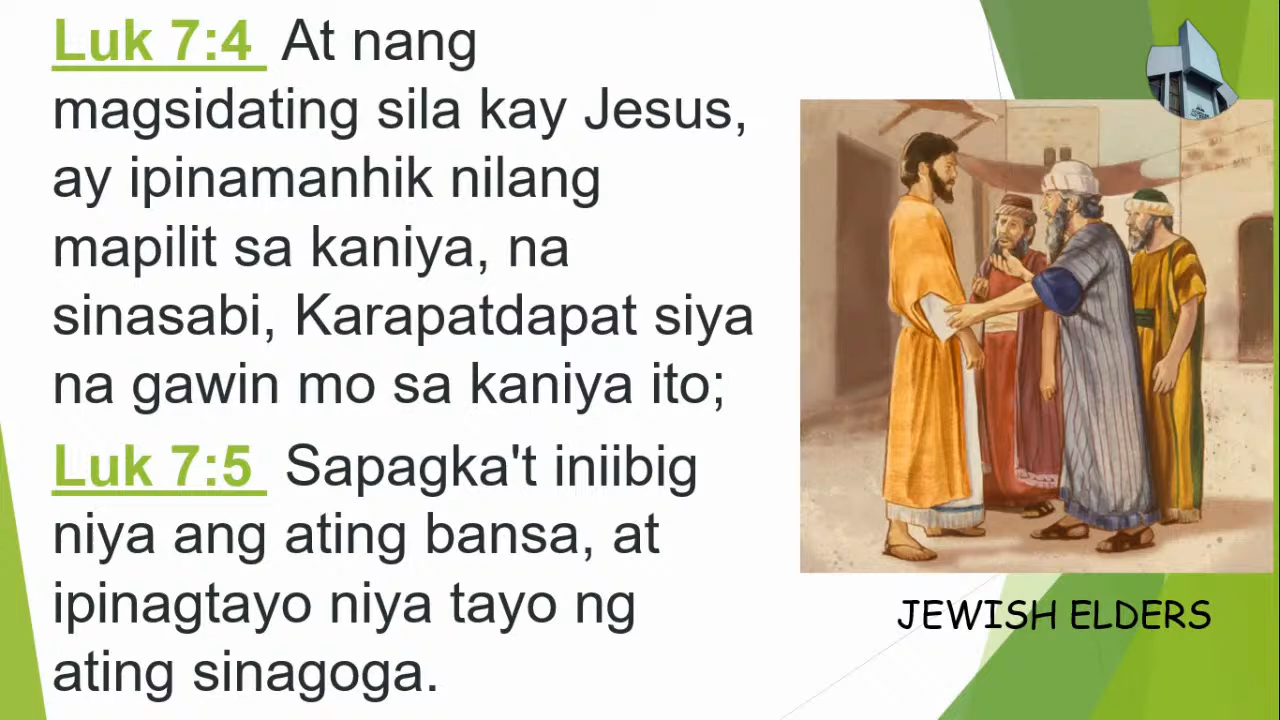 Luk 7:4 At nang
magsidating sila kay Jesus,
ay ipinamanhik nilang
mapilit sa kaniya, na
sinasabi, Karapatdapat siya
na gawin mo sa kaniya ito;
Luk 7:5 Sapagka't iniibig
niya ang ating bansa, at
ipinagtayo niya tayo ng
ating sinagoga.
JEWISH ELDERS